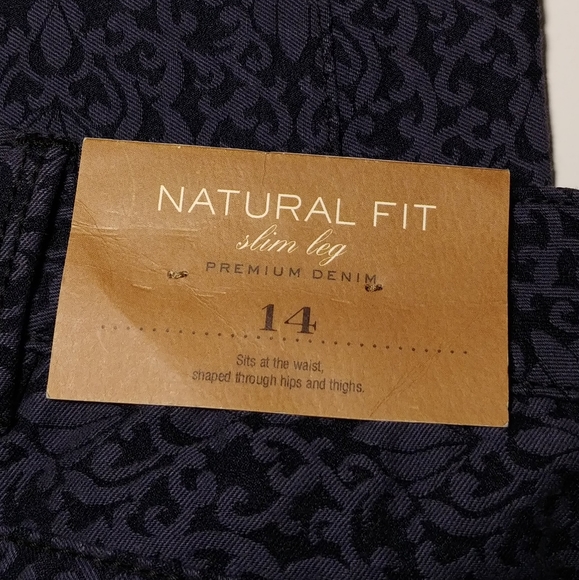 NATURAL FIT
slim leg
PREMIUM DENIM
14
Sits at the waist,
shaped through hips and thighs.